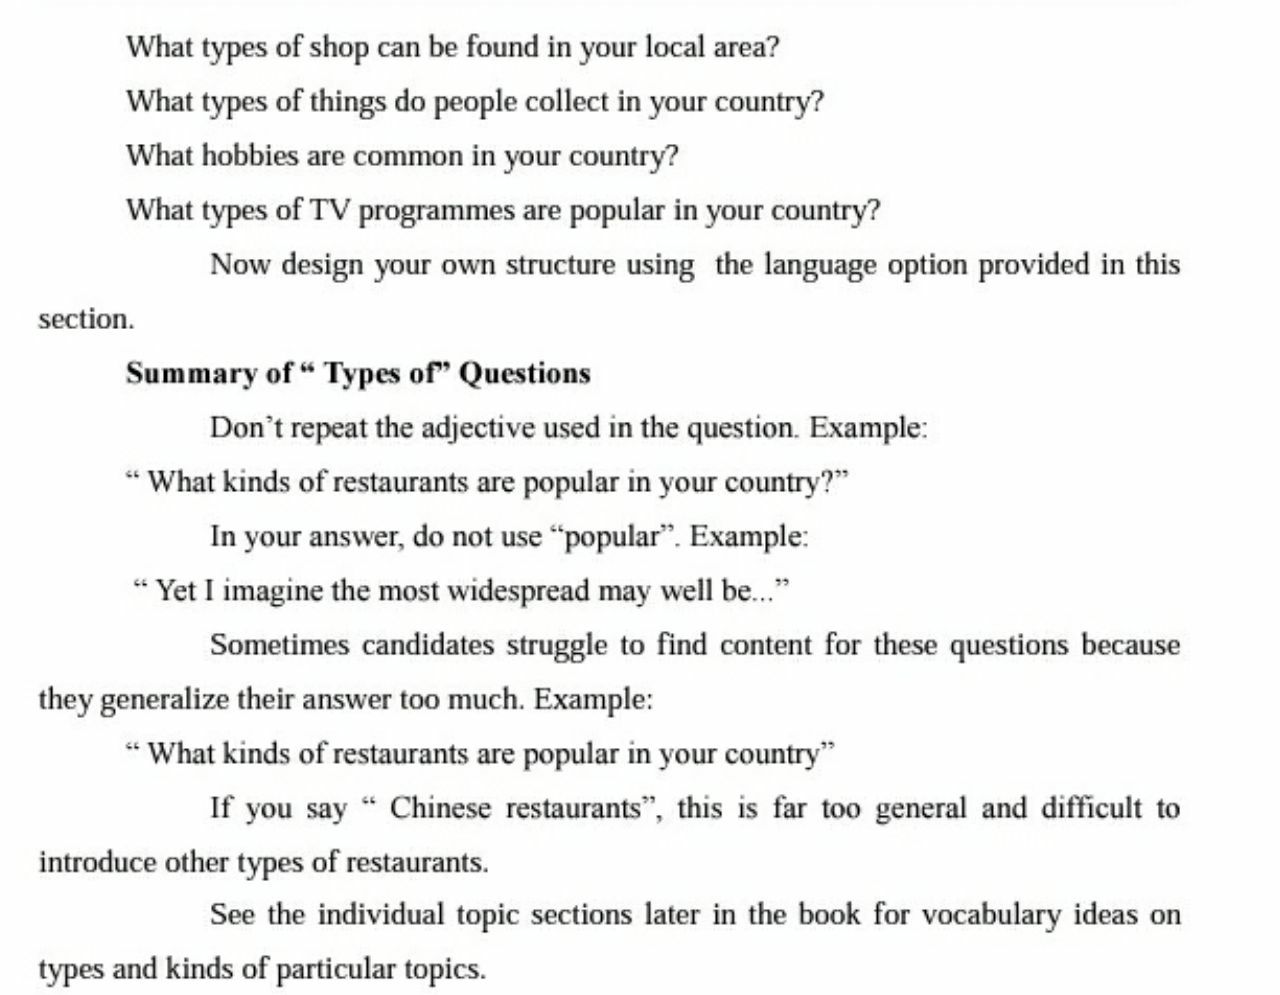 What types of shop can be found in your local area?
What types of things do people collect in your country?
What hobbies are common in your country?
What types of TV programmes are popular in your country?
Now design your own structure using  the language option provided in this
section.
Summary of “ Types of” Questions
Don’t repeat the adjective used in the question. Example:
“ What kinds of restaurants are popular in your country?”
In your answer, do not use “popular”. Example:
“ Yet I imagine the most widespread may well be...”
Sometimes candidates struggle to find content for these questions because
they generalize their answer too much. Example:
“ What kinds of restaurants are popular in your country”
If you say “ Chinese restaurants”, this is far too general and difficult to
introduce other types of restaurants.
See the individual topic sections later in the book for vocabulary ideas on
types and kinds of particular topics.